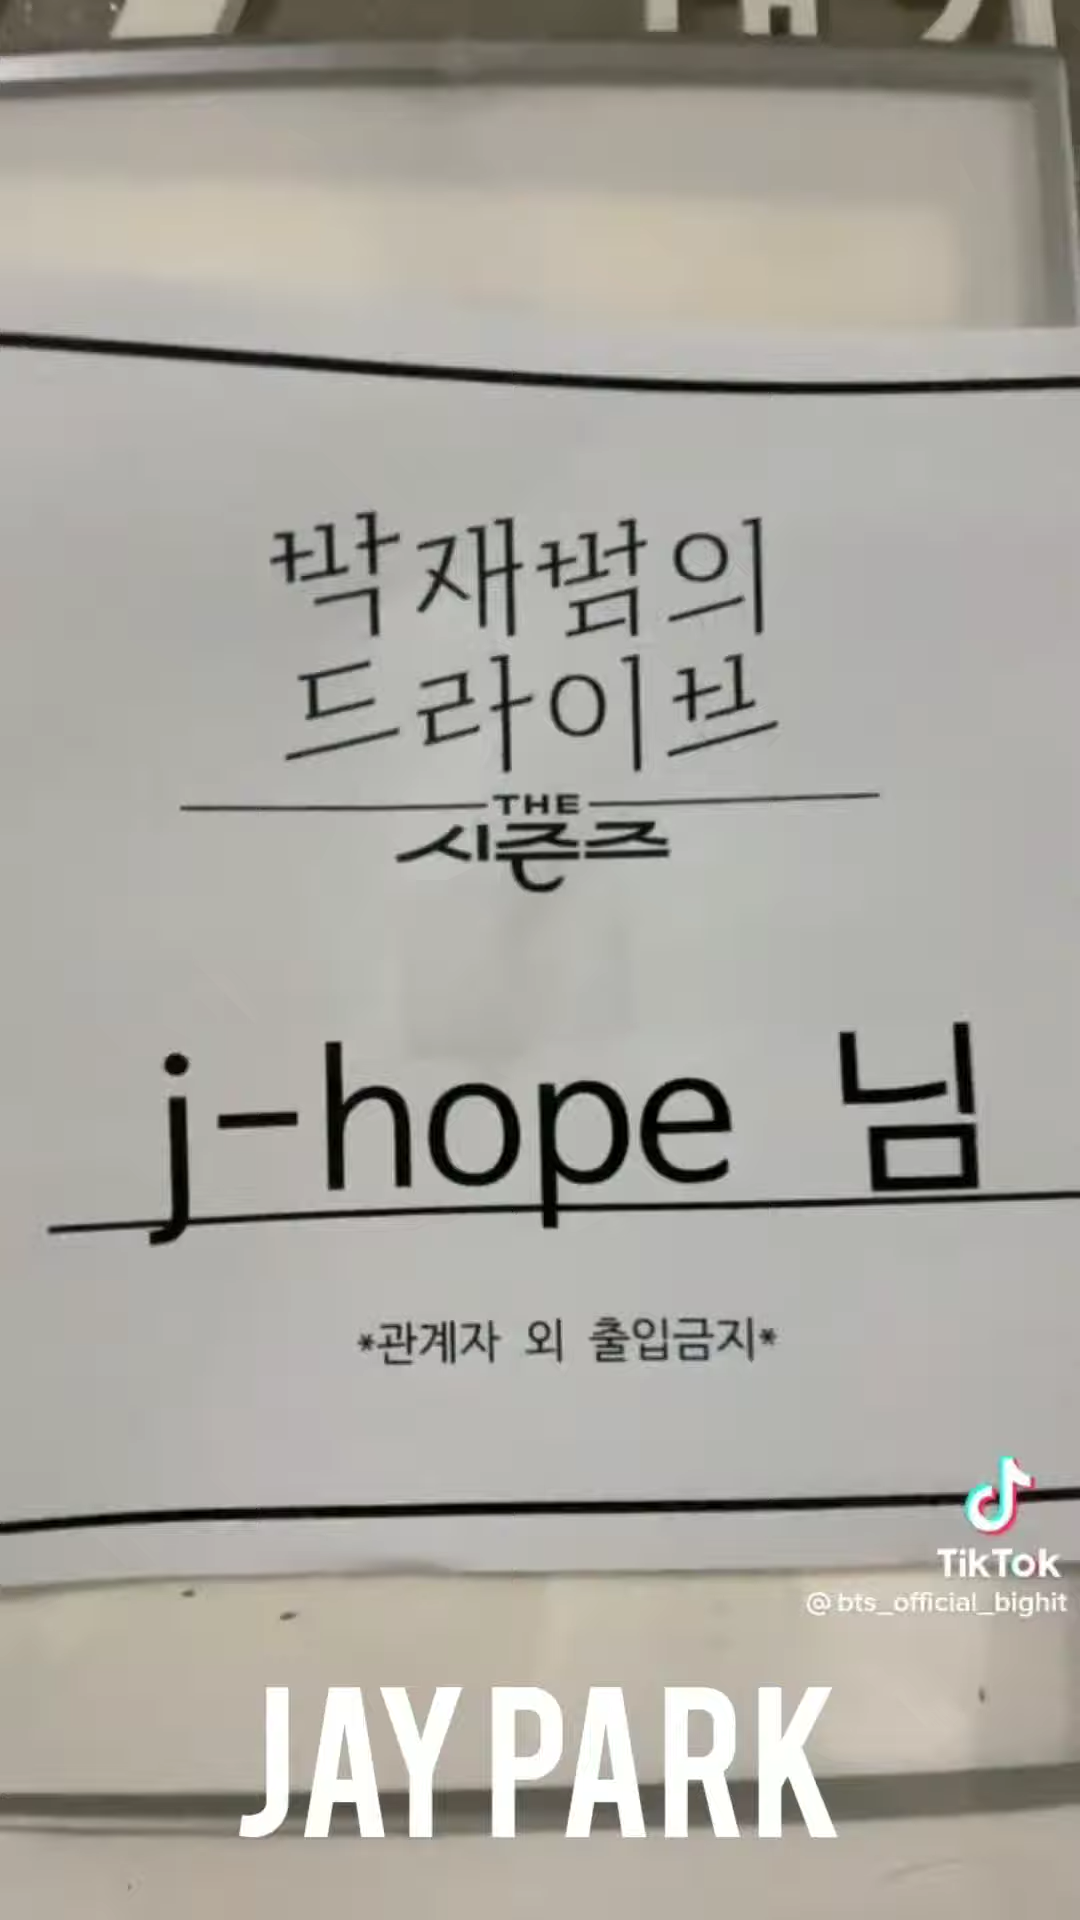 박재범의
드라이브
THE
시즌즈
j-hope 님
*관계자 외 출입금지*
TikTok
@bts_official_bighit
JAY PARK